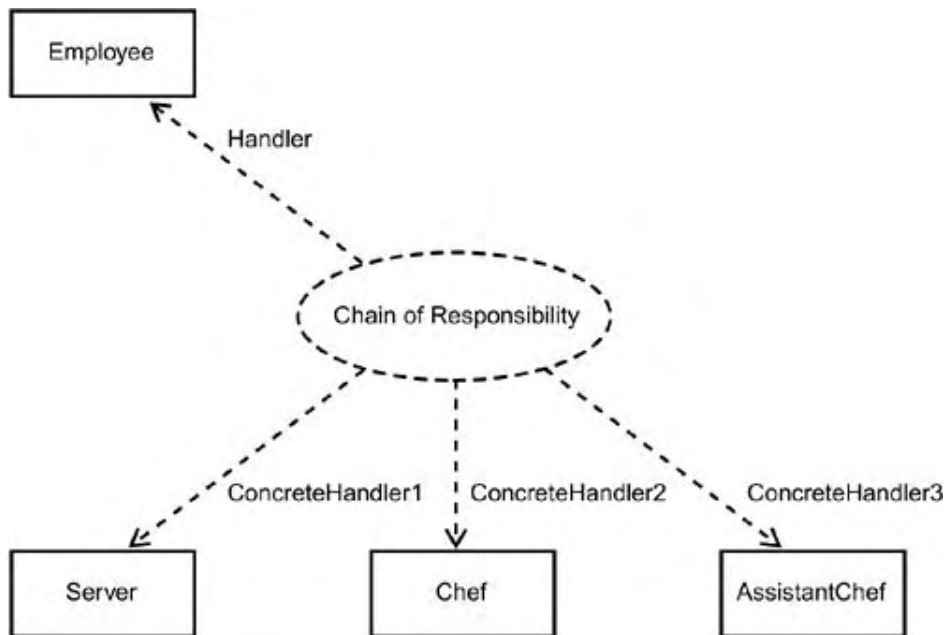 Employee
Handler
Chain of Responsibility
ConcreteHandler1
ConcreteHandler2
ConcreteHandler3
Server
Chef
AssistantChef